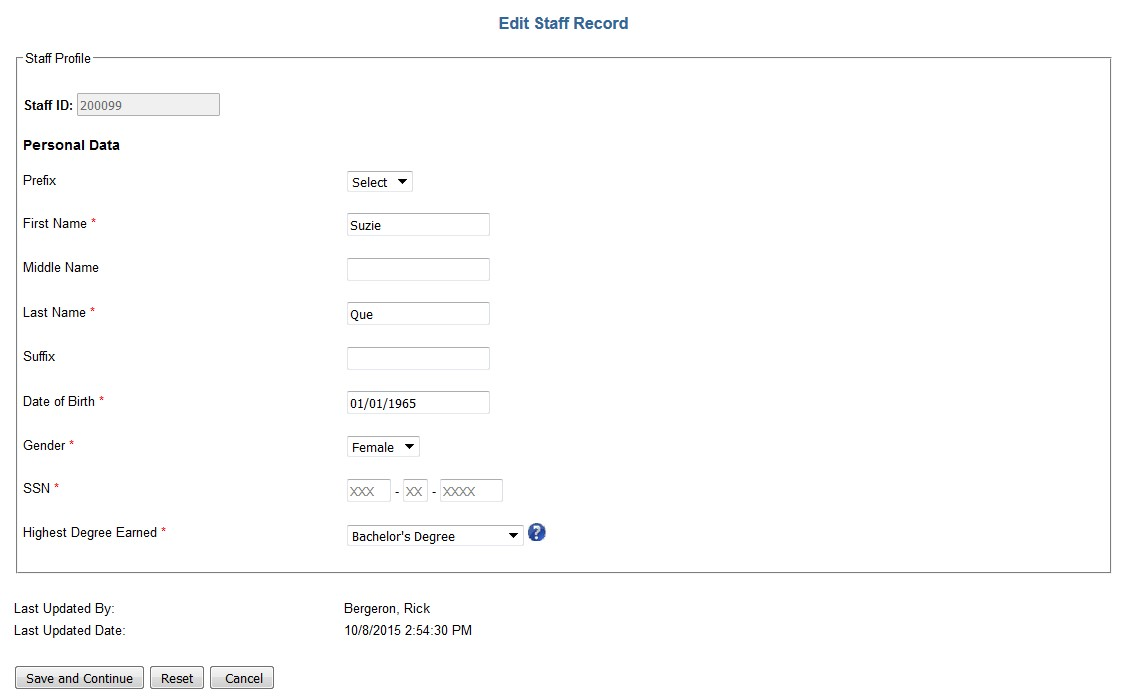 Edit Staff Record
Staff Profile
Staff ID: 200099
Personal Data
Prefix Select
First Name * Suzie
Middle Name
Last Name * Que
Suffix
Date of Birth * 01/01/1965
Gender * Female
SSN * XXX - XX - XXXX
Highest Degree Earned * Bachelor's Degree ?
Last Updated By: Bergeron, Rick
Last Updated Date: 10/8/2015 2:54:30 PM
Save and Continue Reset Cancel